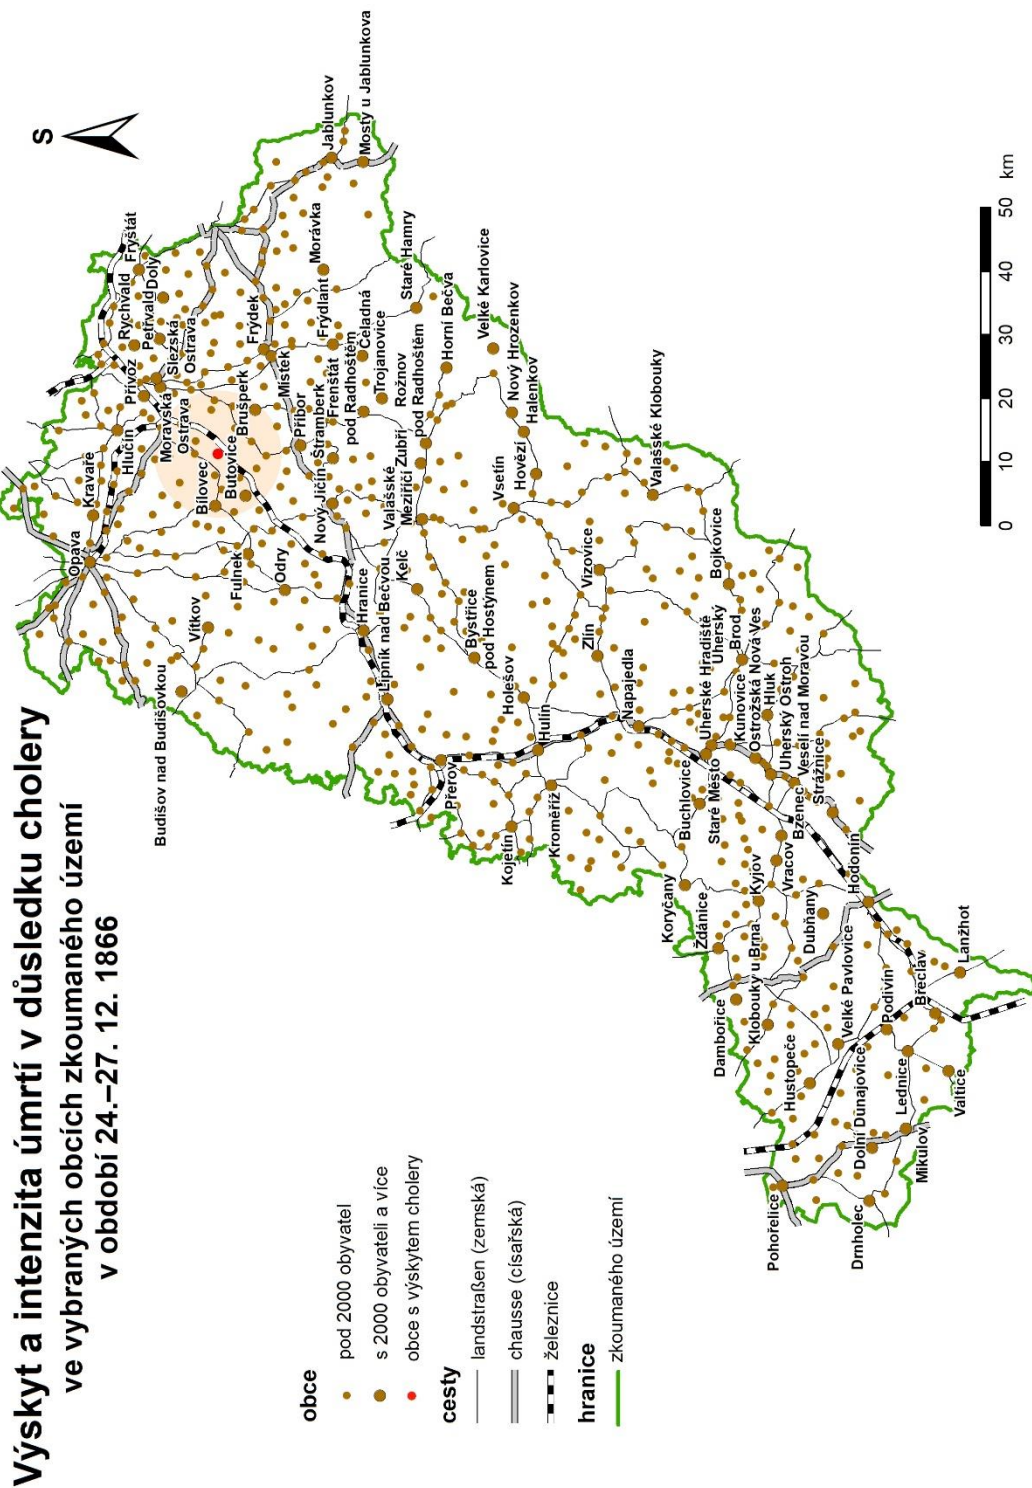 Výskyt a intenzita úmrtí v důsledku cholery
ve vybraných obcích zkoumaného území
v období 24.–27. 12. 1866
S
obce
pod 2000 obyvatel
s 2000 obyvateli a více
obce s výskytem cholery
cesty
landstraßen (zemská)
chausse (císařská)
železnice
hranice
zkoumaného území
Opava
Kravaře
Hlučín
Přívoz
Rychvald
Fryštát
Petřvald
Doly
Slezská
Ostrava
Moravská
Ostrava
Budišov nad Budišovkou
Vítkov
Bílovec
Butovice
Brušperk
Fulnek
Odry
Frýdek
Místek
Příbor
Nový Jičín
Štramberk
Frenštát
pod Radhoštěm
Frýdlant
Morávka
Jablunkov
Mosty u Jablunkova
Čeladná
Trojanovice
Staré Hamry
Hranice
Lipník nad Bečvou
Kelč
Valašské
Meziříčí
Zubří
Rožnov
pod Radhoštěm
Horní Bečva
Velké Karlovice
Nový Hrozenkov
Halenkov
Hovězí
Vsetín
Bystřice
pod Hostýnem
Přerov
Holešov
Hulín
Kojetín
Kroměříž
Zlín
Vizovice
Valašské Klobouky
Napajedla
Bojkovice
Uherské Hradiště
Uherský
Brod
Kunovice
Ostrožská Nová Ves
Hluk
Uherský Ostroh
Veselí nad Moravou
Buchlovice
Staré Město
Bzenec
Strážnice
Koryčany
Ždánice
Kyjov
Vracov
Dubňany
Hodonín
Dambořice
Klobouky u Brna
Hustopeče
Velké Pavlovice
Podivín
Břeclav
Lanžhot
Pohořelice
Dolní Dunajovice
Lednice
Valtice
Drnholec
Mikulov
0 10 20 30 40 50 km